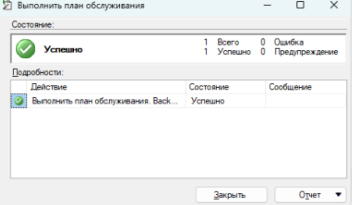 Выполнить план обслуживания
Состояние:
Успешно
1 Всего 0 Ошибка
1 Успешно 0 Предупреждение
Подробности:
Действие Состояние Сообщение
Выполнить план обслуживания. Back... Успешно
Закрыть Отчет